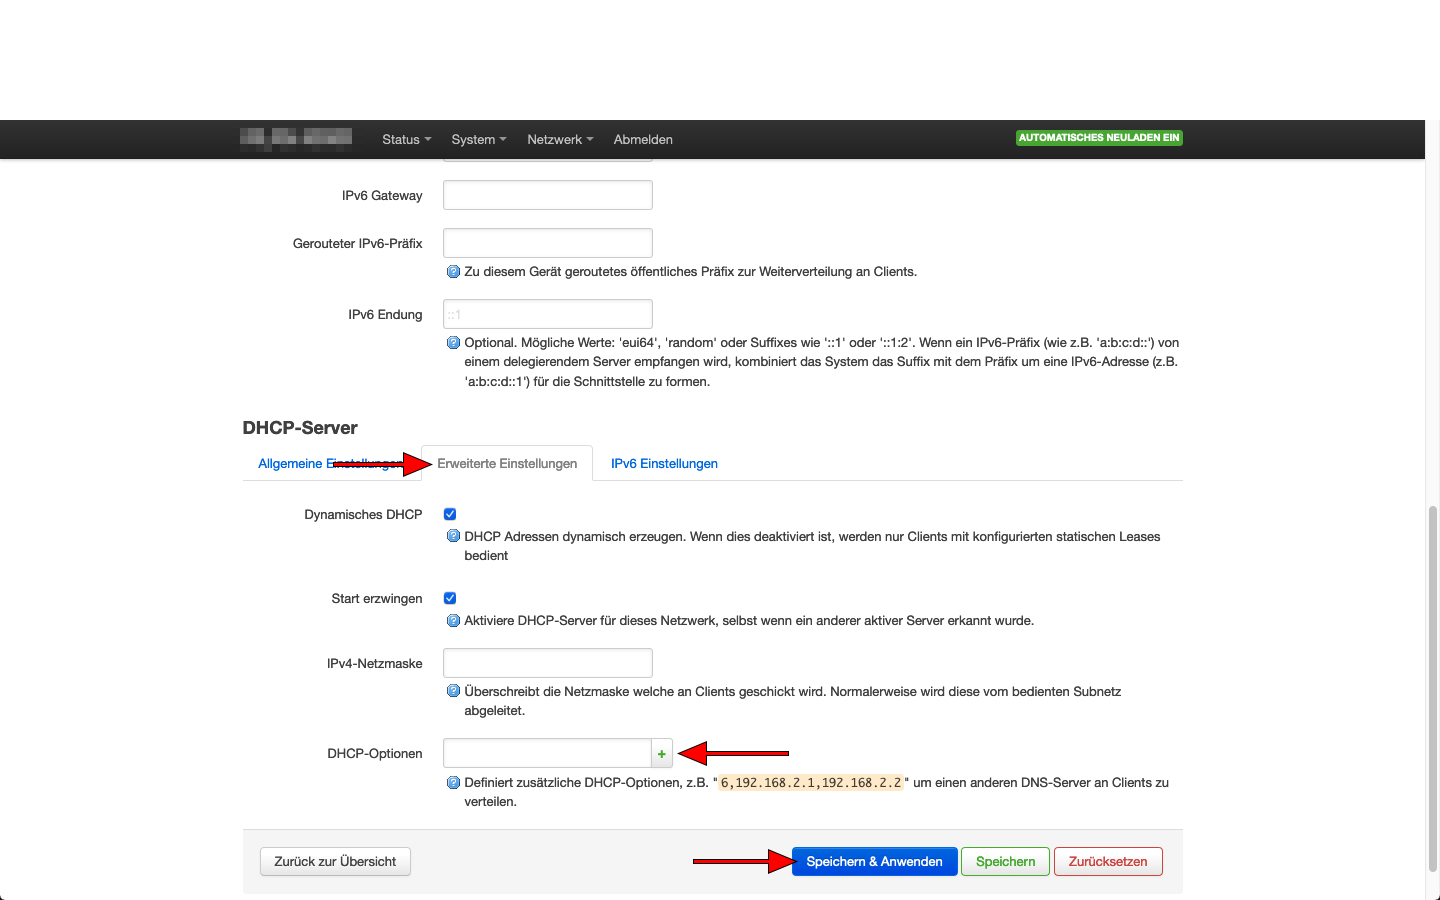 Status System Netzwerk Abmelden AUTOMATISCHES NEULADEN EIN
IPv6 Gateway
Gerouteter IPv6-Präfix
Zu diesem Gerät geroutetes öffentliches Präfix zur Weiterverteilung an Clients.
IPv6 Endung ::1
Optional. Mögliche Werte: 'eui64', 'random' oder Suffixes wie '::1' oder '::1:2'. Wenn ein IPv6-Präfix (wie z.B. 'a:b:c:d::') von
einem delegierendem Server empfangen wird, kombiniert das System das Suffix mit dem Präfix um eine IPv6-Adresse (z.B.
'a:b:c:d::1') für die Schnittstelle zu formen.
DHCP-Server
Allgemeine Einstellungen Erweiterte Einstellungen IPv6 Einstellungen
Dynamisches DHCP
DHCP Adressen dynamisch erzeugen. Wenn dies deaktiviert ist, werden nur Clients mit konfigurierten statischen Leases
bedient
Start erzwingen
Aktiviere DHCP-Server für dieses Netzwerk, selbst wenn ein anderer aktiver Server erkannt wurde.
IPv4-Netzmaske
Überschreibt die Netzmaske welche an Clients geschickt wird. Normalerweise wird diese vom bedienten Subnetz
abgeleitet.
DHCP-Optionen +
Definiert zusätzliche DHCP-Optionen, z.B. "6,192.168.2.1,192.168.2.2" um einen anderen DNS-Server an Clients zu
verteilen.
Zurück zur Übersicht Speichern & Anwenden Speichern Zurücksetzen